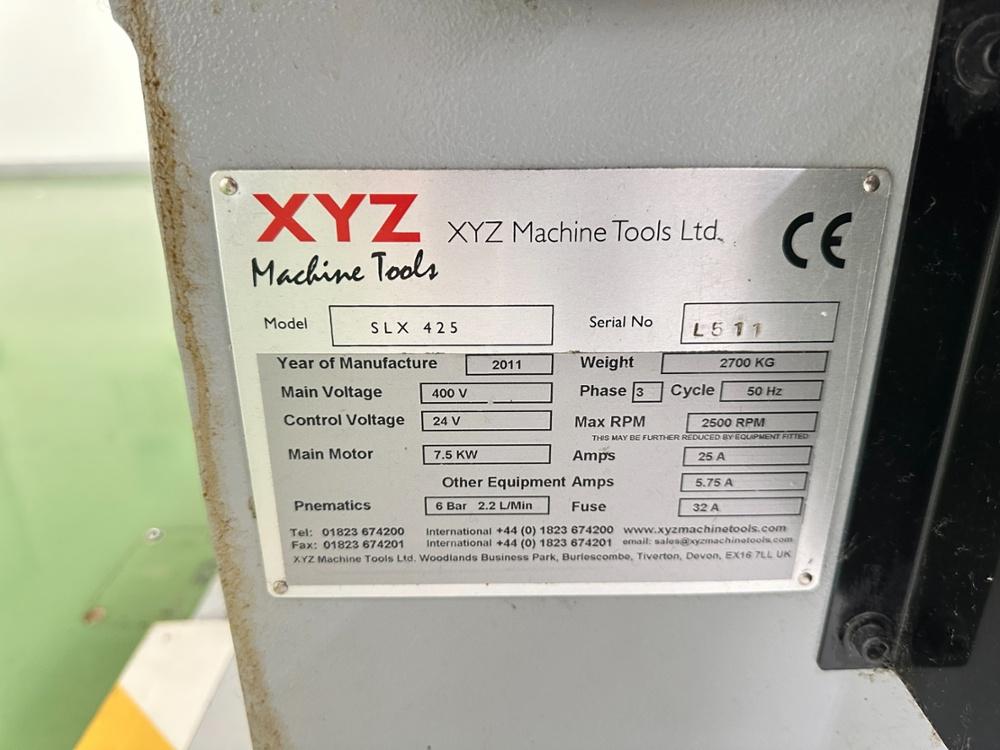 XYZ XYZ Machine Tools Ltd. CE
Machine Tools
Model SLX 425 Serial No L511
Year of Manufacture 2011 Weight 2700 KG
Main Voltage 400 V Phase 3 Cycle 50 Hz
Control Voltage 24 V Max RPM 2500 RPM
THIS MAY BE FURTHER REDUCED BY EQUIPMENT FITTED
Main Motor 7.5 KW Amps 25 A
Other Equipment Amps 5.75 A
Pnematics 6 Bar 2.2 L/Min Fuse 32 A
Tel: 01823 674200 International +44 (0) 1823 674200 www.xyzmachinetools.com
Fax: 01823 674201 International +44 (0) 1823 674201 email: sales@xyzmachinetools.com
XYZ Machine Tools Ltd. Woodlands Business Park, Burlescombe, Tiverton, Devon, EX16 7LL UK